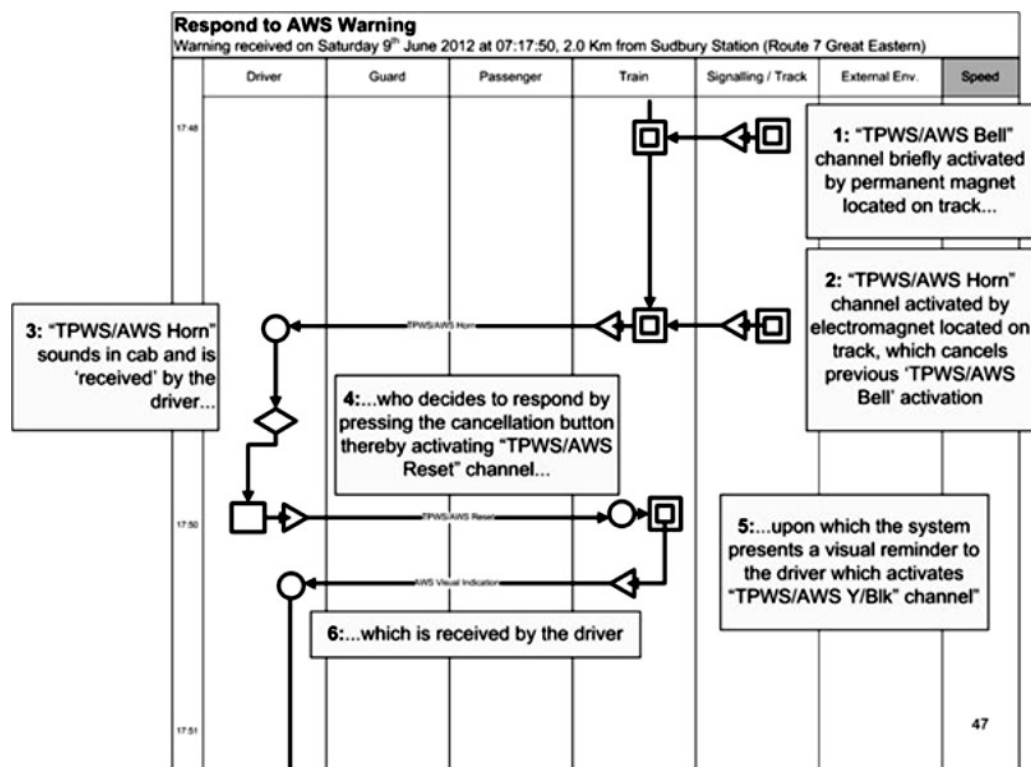 Respond to AWS Warning
Warning received on Saturday 9th June 2012 at 07:17:50, 2.0 Km from Sudbury Station (Route 7 Great Eastern)
Driver Guard Passenger Train Signalling / Track External Env. Speed
17:48
1: “TPWS/AWS Bell”
channel briefly activated
by permanent magnet
located on track...
2: “TPWS/AWS Horn”
channel activated by
electromagnet located on
track, which cancels
previous ‘TPWS/AWS
Bell’ activation
TPWS/AWS Horn
3: “TPWS/AWS Horn”
sounds in cab and is
‘received’ by the
driver...
4:...who decides to respond by
pressing the cancellation button
thereby activating “TPWS/AWS
Reset” channel...
17:50
TPWS/AWS Reset
5:...upon which the system
presents a visual reminder to
the driver which activates
“TPWS/AWS Y/Blk” channel”
AWS Visual Indication
6:...which is received by the driver
47
17:51